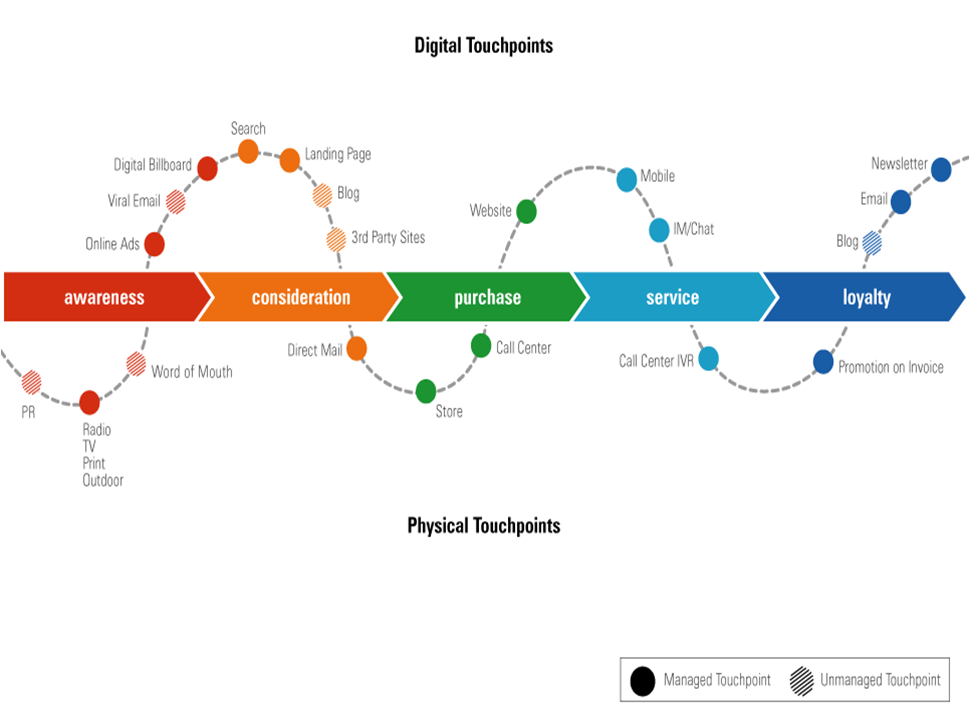 Digital Touchpoints
Search
Digital Billboard
Landing Page
Viral Email
Blog
Online Ads
3rd Party Sites
Website
Mobile
IM/Chat
Newsletter
Email
Blog
awareness
consideration
purchase
service
loyalty
PR
Radio
TV
Print
Outdoor
Word of Mouth
Direct Mail
Store
Call Center
Call Center IVR
Promotion on Invoice
Physical Touchpoints
Managed Touchpoint
Unmanaged Touchpoint